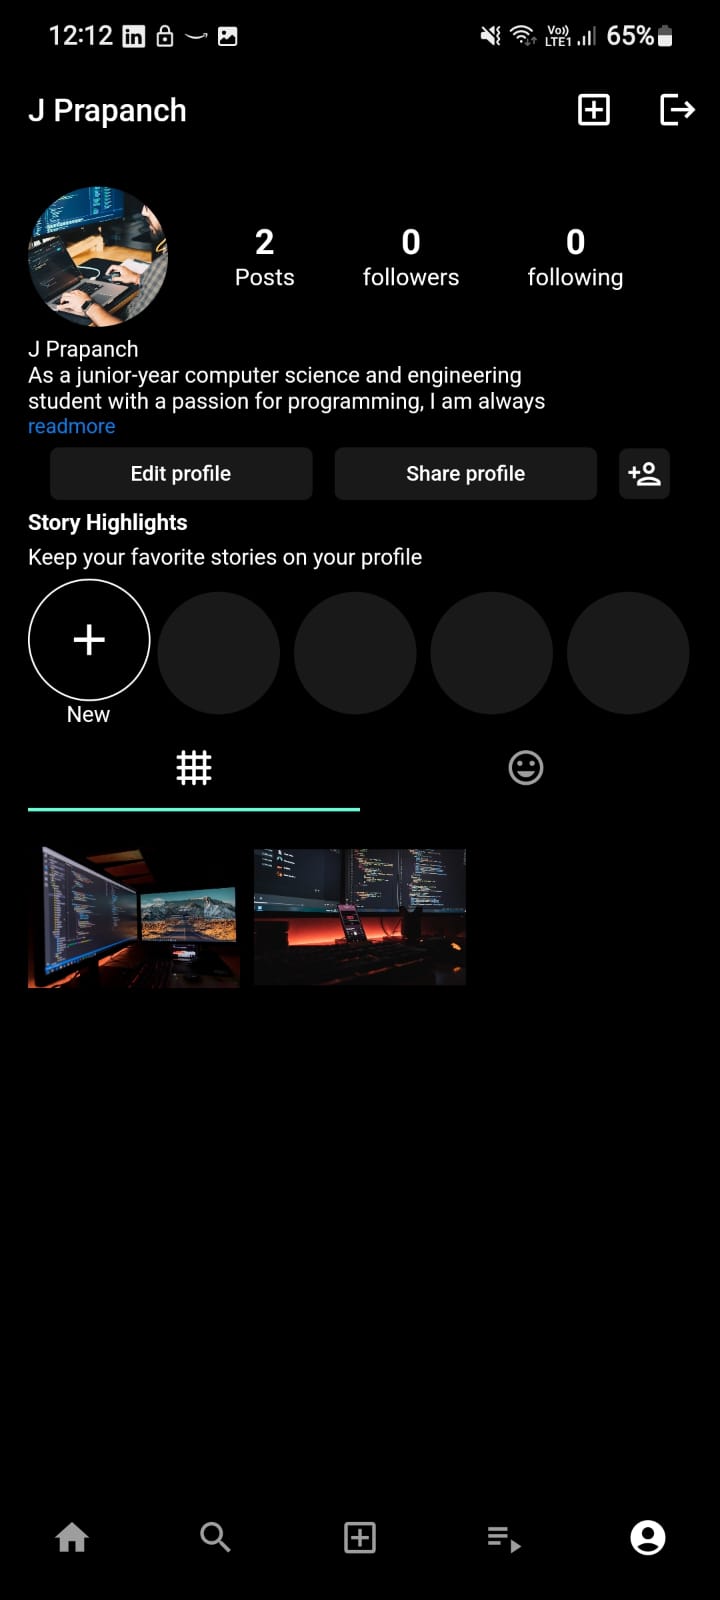 12:12
Vo))
LTE1
65%
J Prapanch
2
0
0
Posts
followers
following
J Prapanch
As a junior-year computer science and engineering
student with a passion for programming, I am always
readmore
Edit profile
Share profile
Story Highlights
Keep your favorite stories on your profile
New